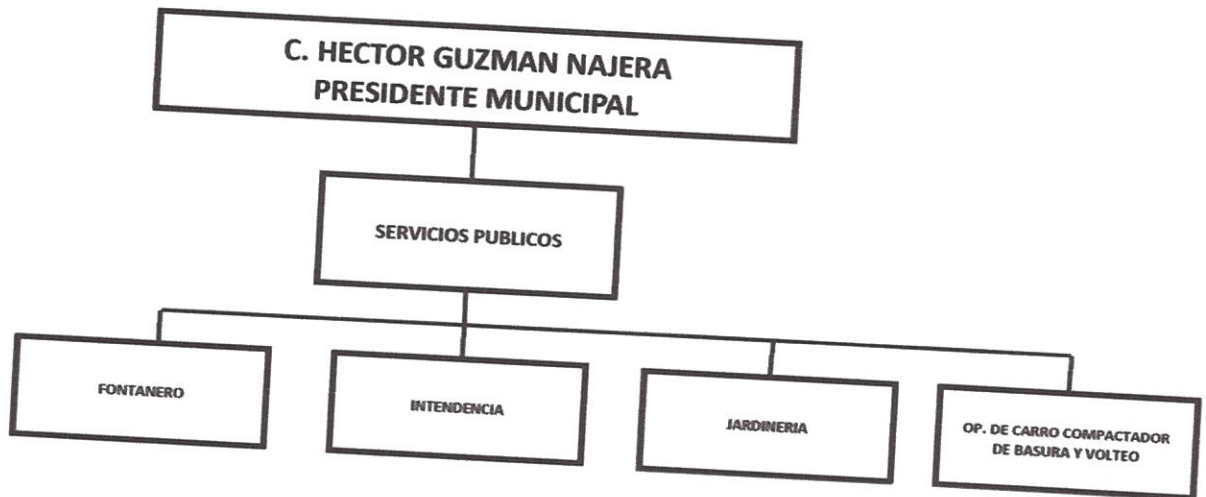 C. HECTOR GUZMAN NAJERA
PRESIDENTE MUNICIPAL
SERVICIOS PUBLICOS
FONTANERO
INTENDENCIA
JARDINERIA
OP. DE CARRO COMPACTADOR
DE BASURA Y VOLTEO